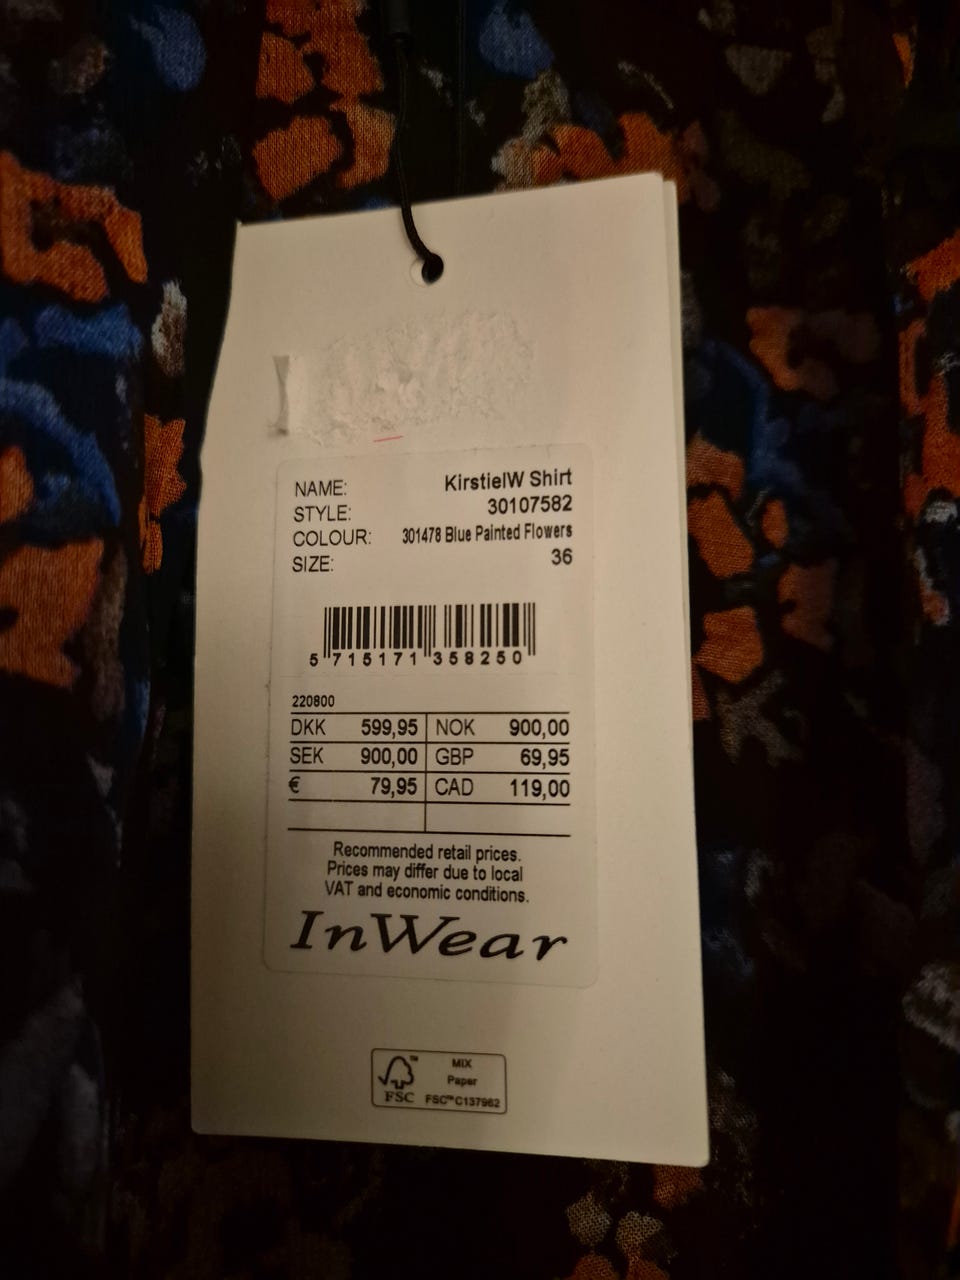 NAME: KirstieIW Shirt
STYLE: 30107582
COLOUR: 301478 Blue Painted Flowers
SIZE: 36
5 715171 358250
220800
DKK 599,95 NOK 900,00
SEK 900,00 GBP 69,95
€ 79,95 CAD 119,00
Recommended retail prices.
Prices may differ due to local
VAT and economic conditions.
InWear
MIX
Paper
FSC™ C137962
FSC™